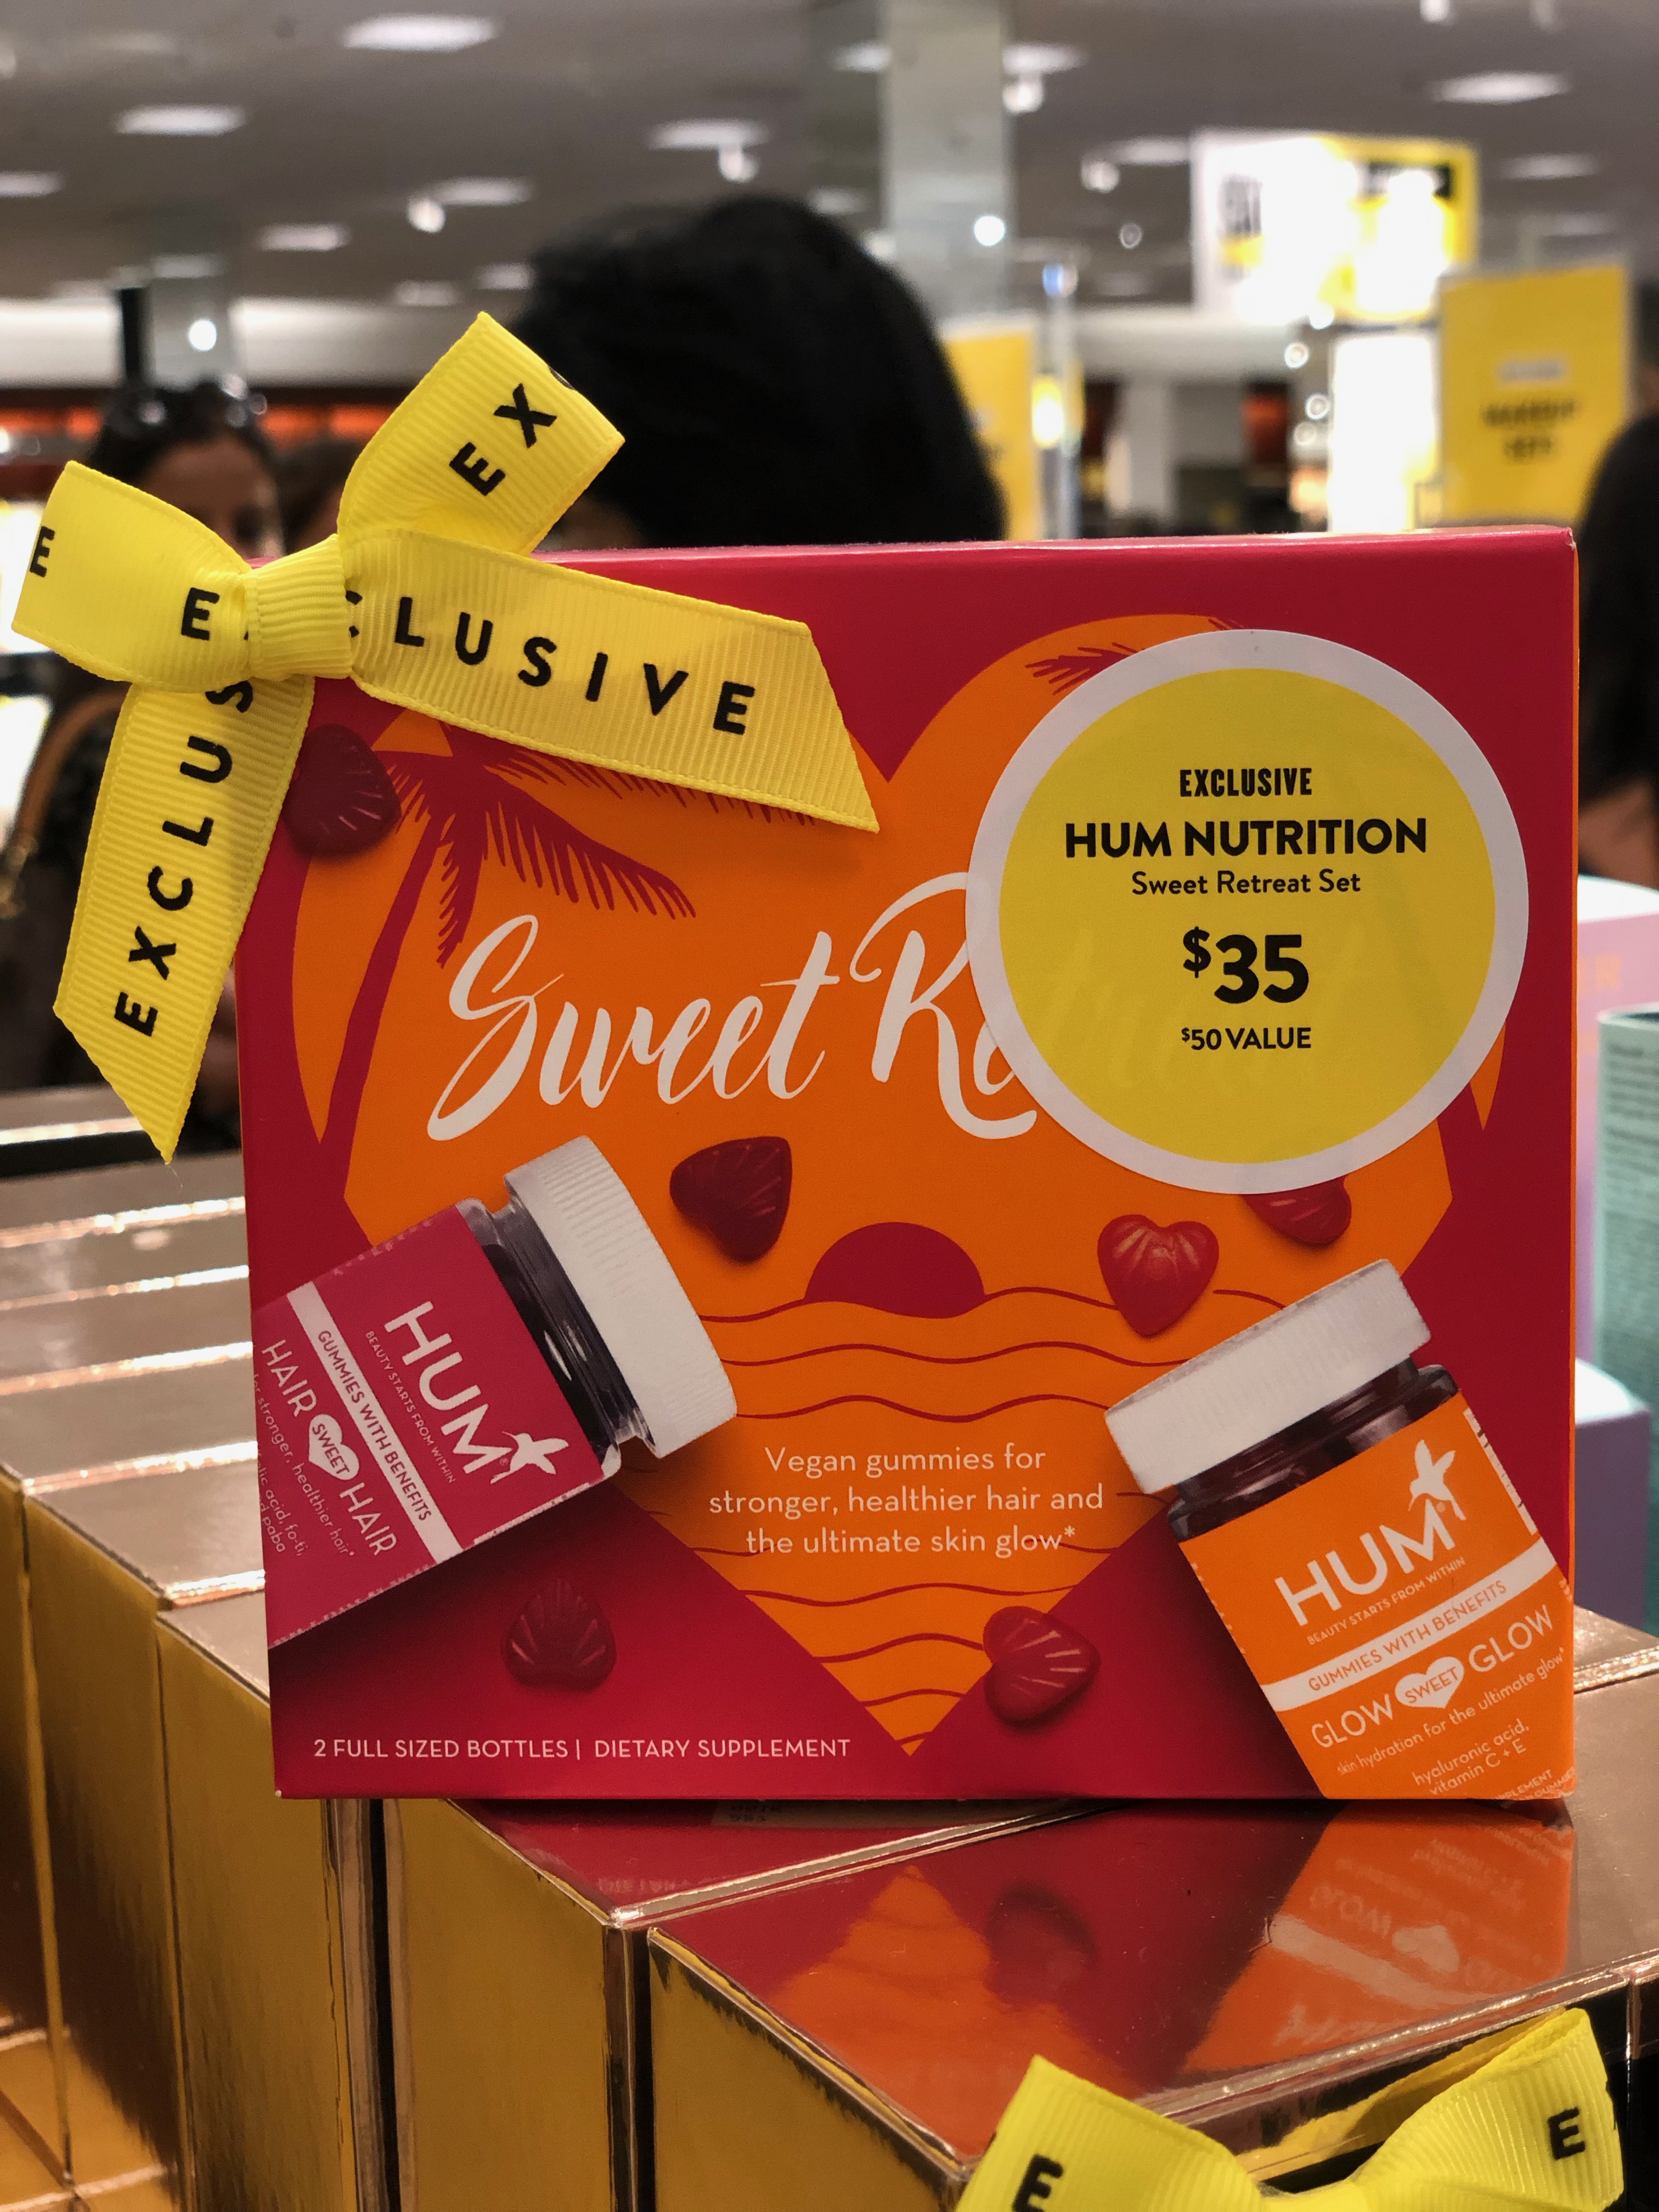 EX
E
E
CLUSIVE
EXCLUS
EXCLUSIVE
HUM NUTRITION
Sweet Retreat Set
$35
$50 VALUE
Sweet
HUM
BEAUTY STARTS FROM WITHIN
GUMMIES WITH BENEFITS
HAIR SWEET HAIR
for stronger, healthier hair*
Vegan gummies for
stronger, healthier hair and
the ultimate skin glow*
HUM
BEAUTY STARTS FROM WITHIN
GUMMIES WITH BENEFITS
GLOW SWEET GLOW
skin hydration for the ultimate glow*
hyaluronic acid,
vitamin C + E
2 FULL SIZED BOTTLES | DIETARY SUPPLEMENT
E
E